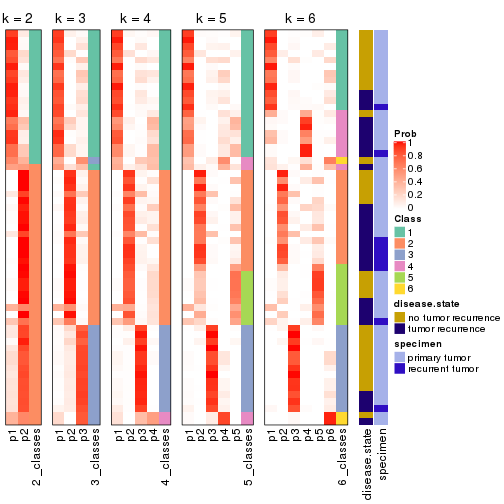 k = 2
k = 3
k = 4
k = 5
k = 6
p1
p2
2_classes
p1
p2
p3
3_classes
p1
p2
p3
p4
4_classes
p1
p2
p3
p4
p5
5_classes
p1
p2
p3
p4
p5
p6
6_classes
disease.state
specimen
Prob
1
0.8
0.6
0.4
0.2
0
Class
1
2
3
4
5
6
disease.state
no tumor recurrence
tumor recurrence
specimen
primary tumor
recurrent tumor